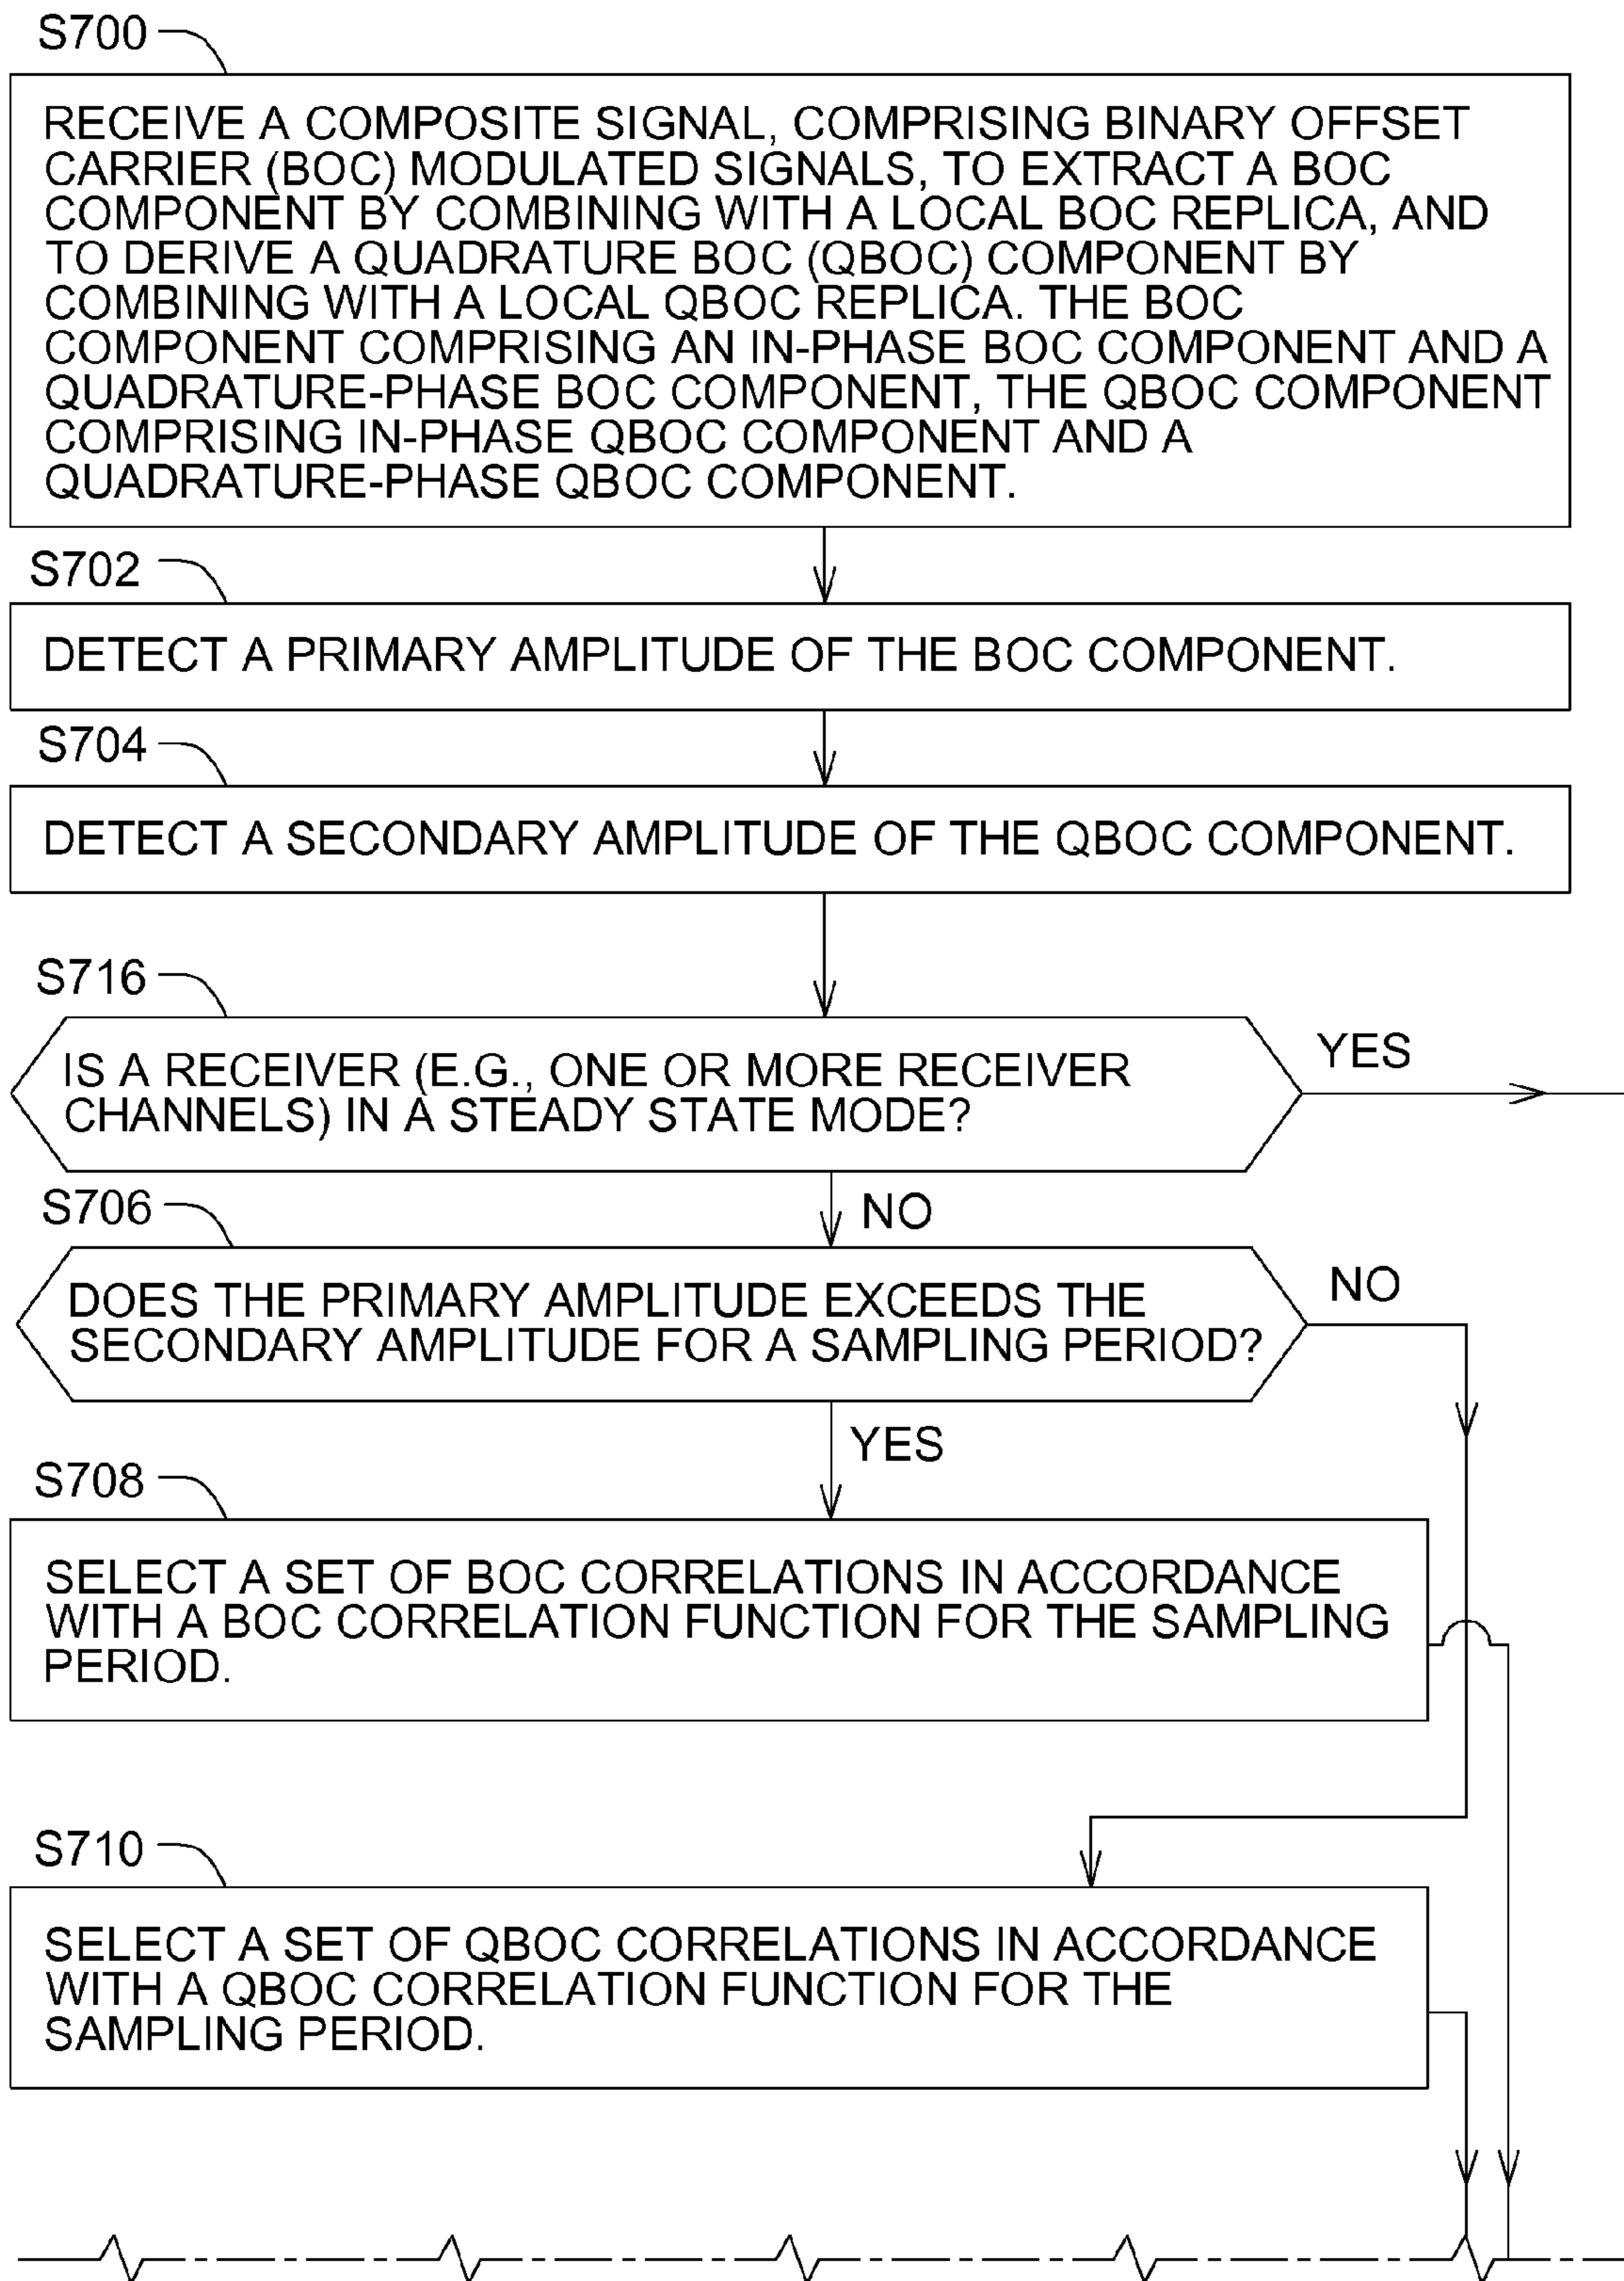 S700
RECEIVE A COMPOSITE SIGNAL, COMPRISING BINARY OFFSET
CARRIER (BOC) MODULATED SIGNALS, TO EXTRACT A BOC
COMPONENT BY COMBINING WITH A LOCAL BOC REPLICA, AND
TO DERIVE A QUADRATURE BOC (QBOC) COMPONENT BY
COMBINING WITH A LOCAL QBOC REPLICA. THE BOC
COMPONENT COMPRISING AN IN-PHASE BOC COMPONENT AND A
QUADRATURE-PHASE BOC COMPONENT, THE QBOC COMPONENT
COMPRISING IN-PHASE QBOC COMPONENT AND A
QUADRATURE-PHASE QBOC COMPONENT.
S702
DETECT A PRIMARY AMPLITUDE OF THE BOC COMPONENT.
S704
DETECT A SECONDARY AMPLITUDE OF THE QBOC COMPONENT.
S716
IS A RECEIVER (E.G., ONE OR MORE RECEIVER
CHANNELS) IN A STEADY STATE MODE?
YES
NO
S706
DOES THE PRIMARY AMPLITUDE EXCEEDS THE
SECONDARY AMPLITUDE FOR A SAMPLING PERIOD?
NO
YES
S708
SELECT A SET OF BOC CORRELATIONS IN ACCORDANCE
WITH A BOC CORRELATION FUNCTION FOR THE SAMPLING
PERIOD.
S710
SELECT A SET OF QBOC CORRELATIONS IN ACCORDANCE
WITH A QBOC CORRELATION FUNCTION FOR THE
SAMPLING PERIOD.